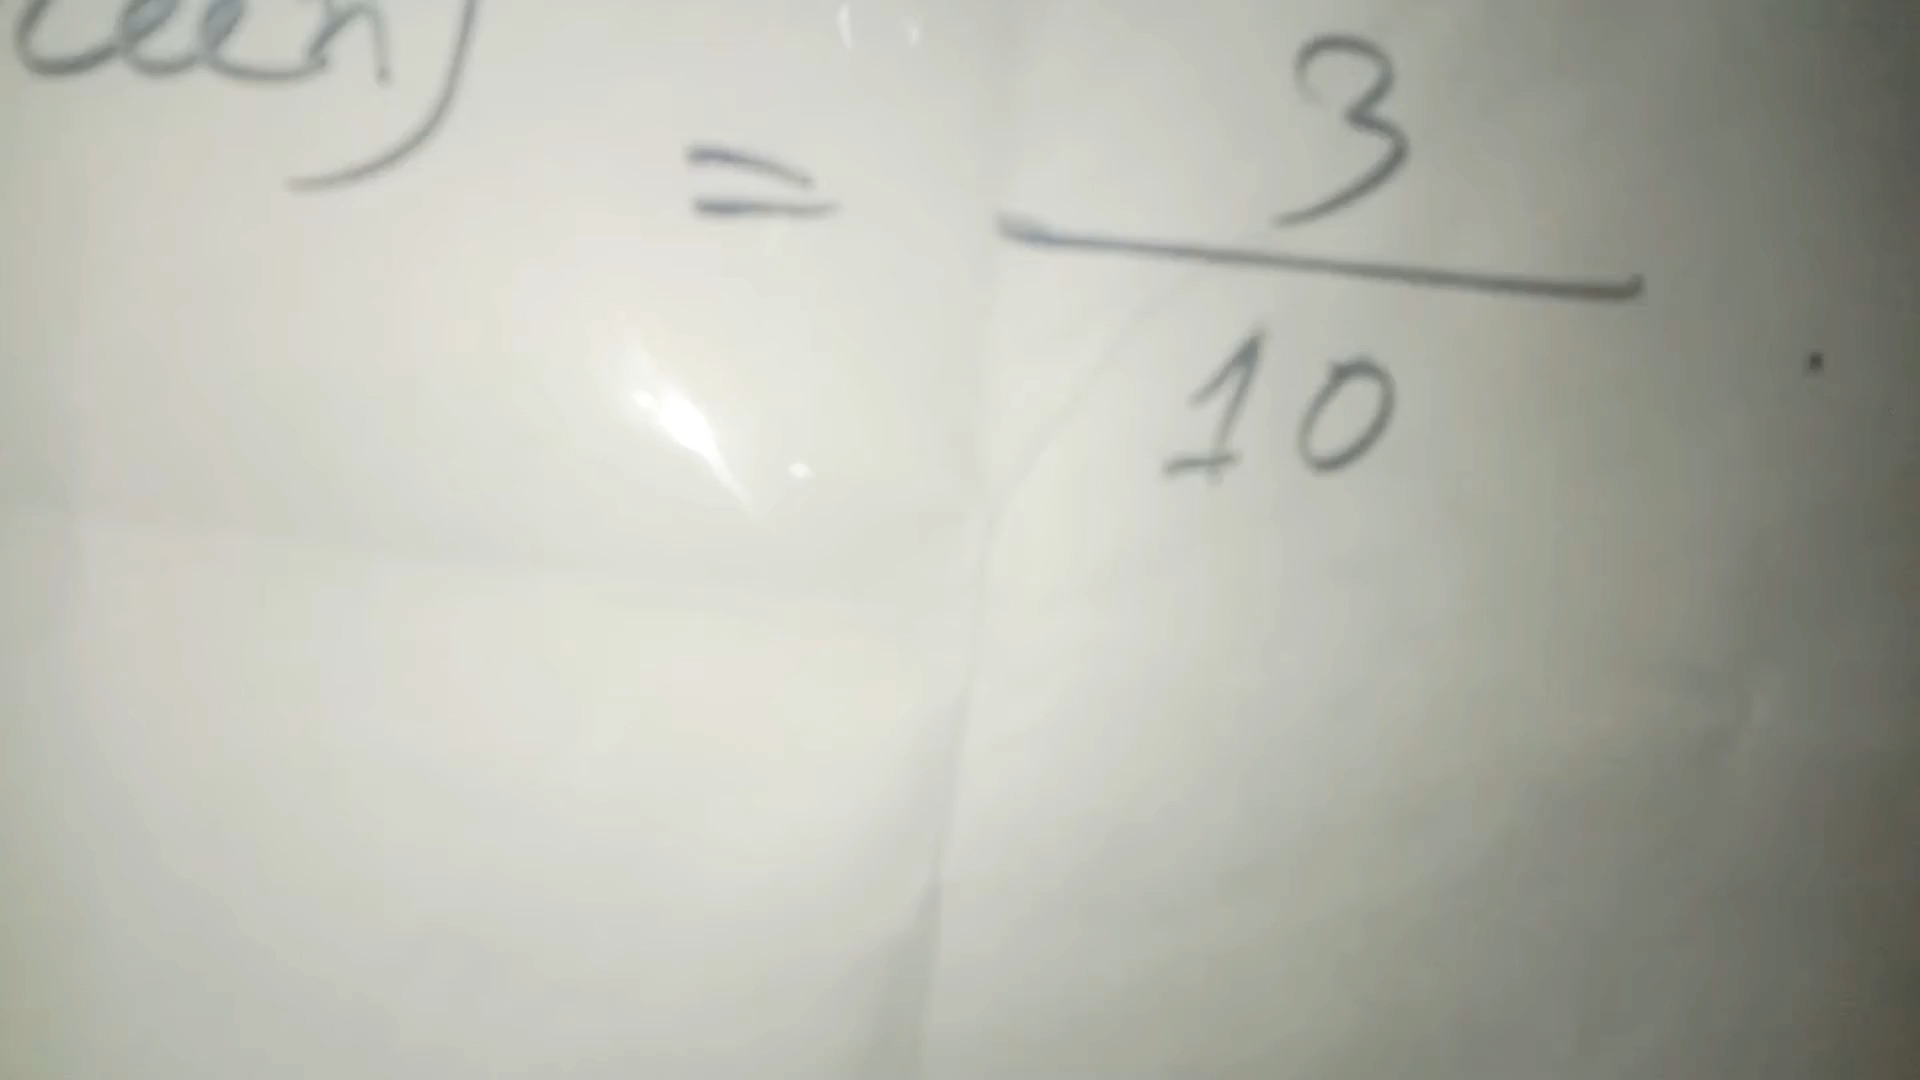 = 3
10 .